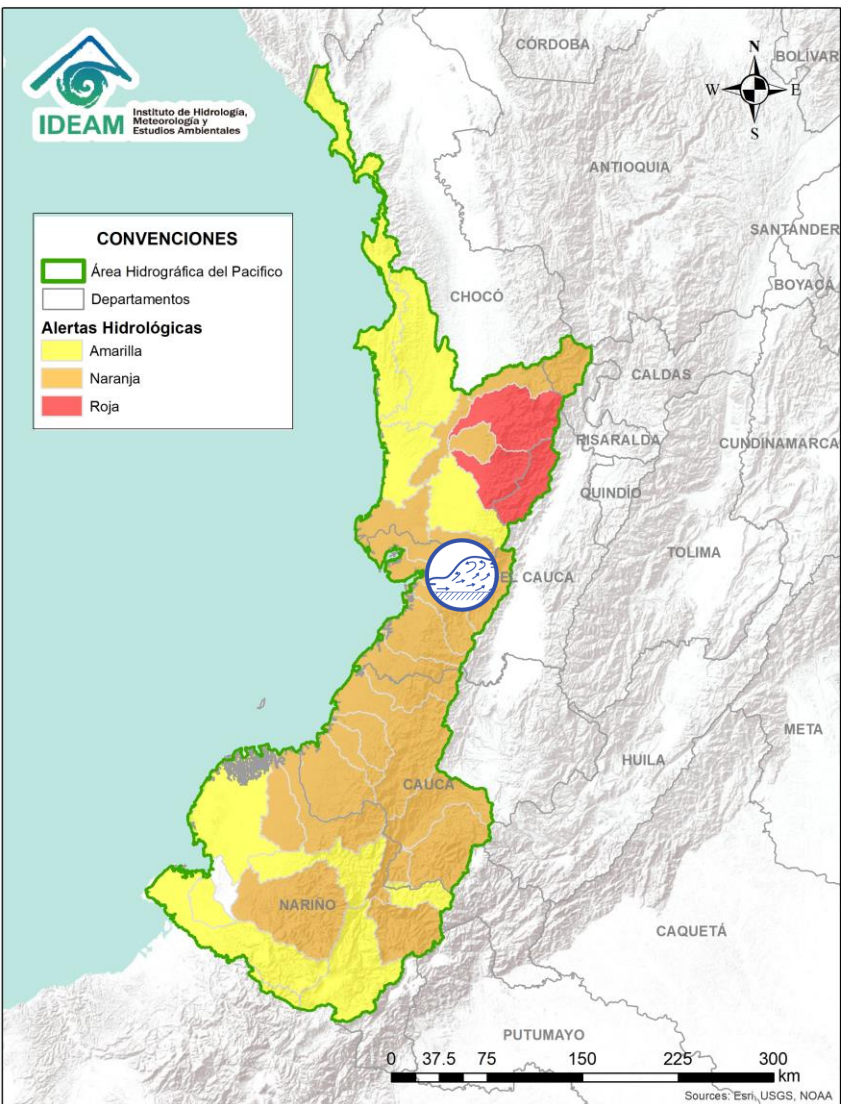 IDEAM
Instituto de Hidrología,
Meteorología y
Estudios Ambientales
CÓRDOBA
BOLÍVAR
N
W
E
S
ANTIOQUIA
SANTANDER
BOYACÁ
CONVENCIONES
Área Hidrográfica del Pacifico
Departamentos
Alertas Hidrológicas
Amarilla
Naranja
Roja
CHOCÓ
CALDAS
RISARALDA
CUNDINAMARCA
QUINDÍO
TOLIMA
EL CAUCA
META
HUILA
CAUCA
NARIÑO
CAQUETÁ
PUTUMAYO
0 37.5 75 150 225 300
km
Sources: Esri, USGS, NOAA